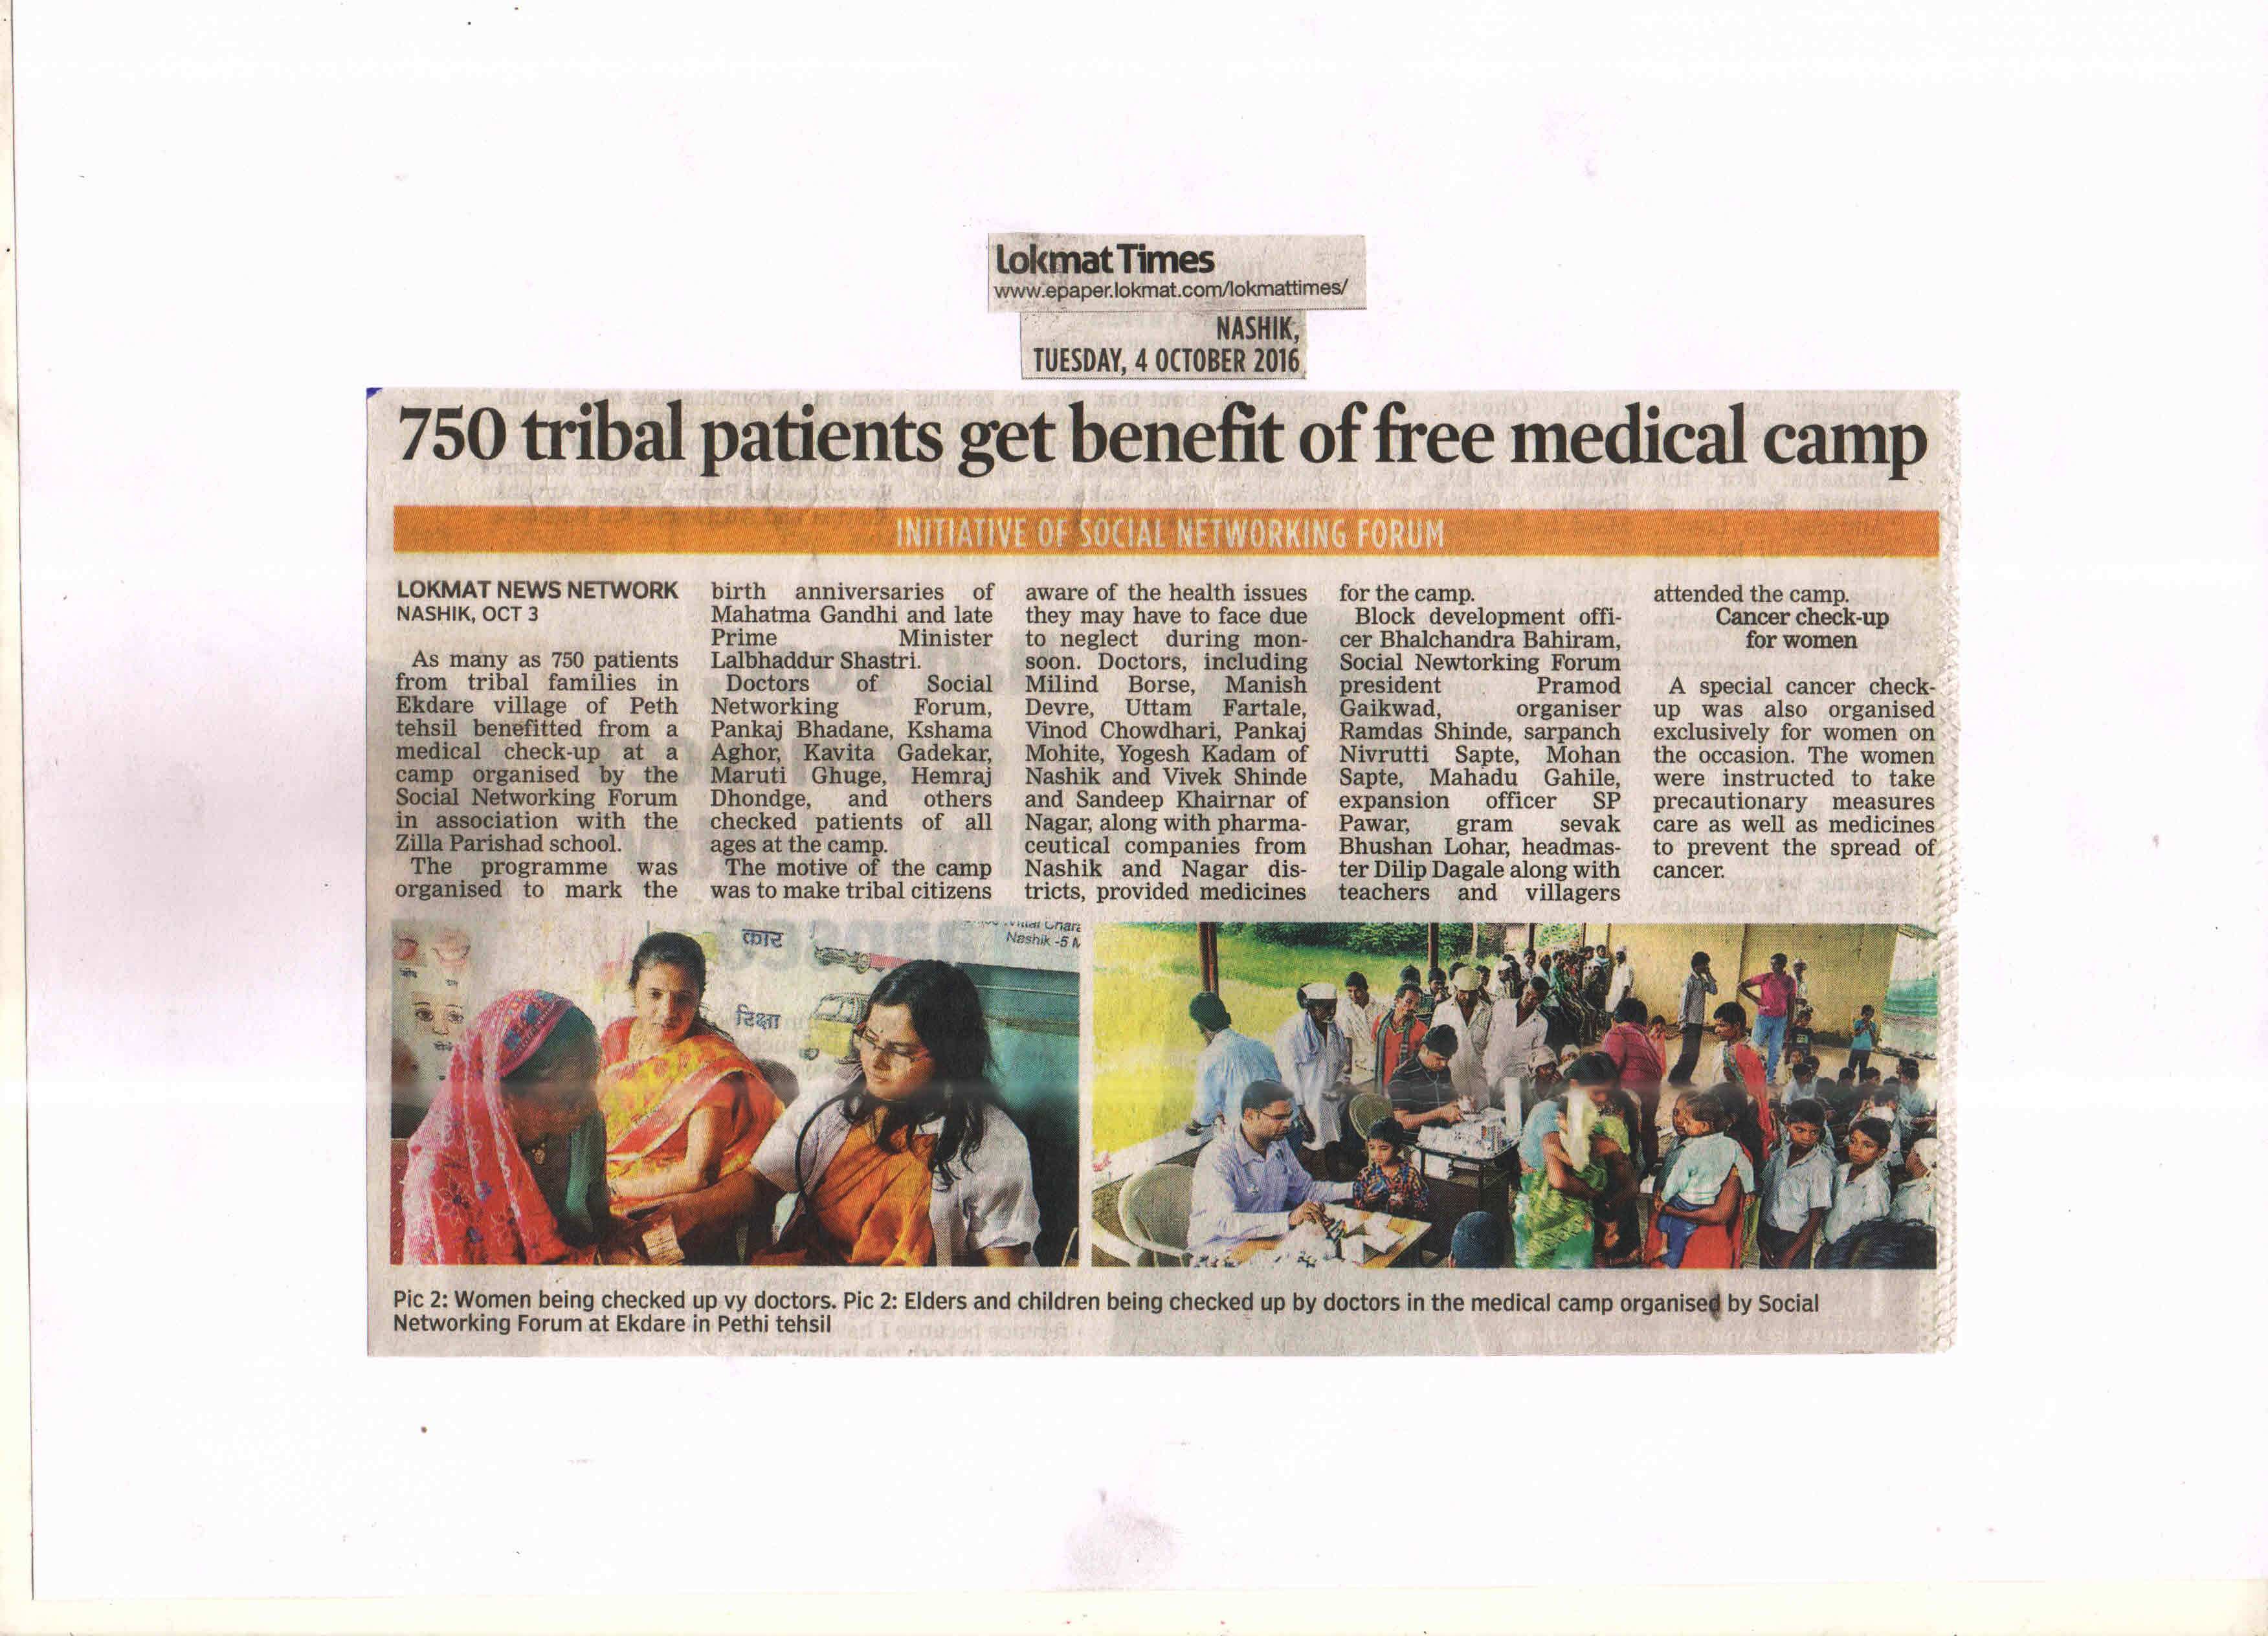 Lokmat Times
www.epaper.lokmat.com/lokmattimes/
NASHIK,
TUESDAY, 4 OCTOBER 2016
750 tribal patients get benefit of free medical camp
INITIATIVE OF SOCIAL NETWORKING FORUM
LOKMAT NEWS NETWORK
NASHIK, OCT 3
As many as 750 patients
from tribal families in
Ekdare village of Peth
tehsil benefitted from a
medical check-up at a
camp organised by the
Social Networking Forum
in association with the
Zilla Parishad school.
The programme was
organised to mark the
birth anniversaries of
Mahatma Gandhi and late
Prime Minister
Lalbhaddur Shastri.
Doctors of Social
Networking Forum,
Pankaj Bhadane, Kshama
Aghor, Kavita Gadekar,
Maruti Ghuge, Hemraj
Dhondge, and others
checked patients of all
ages at the camp.
The motive of the camp
was to make tribal citizens
aware of the health issues
they may have to face due
to neglect during mon-
soon. Doctors, including
Milind Borse, Manish
Devre, Uttam Fartale,
Vinod Chowdhari, Pankaj
Mohite, Yogesh Kadam of
Nashik and Vivek Shinde
and Sandeep Khairnar of
Nagar, along with pharma-
ceutical companies from
Nashik and Nagar dis-
tricts, provided medicines
for the camp.
Block development offi-
cer Bhalchandra Bahiram,
Social Newtorking Forum
president Pramod
Gaikwad, organiser
Ramdas Shinde, sarpanch
Nivrutti Sapte, Mohan
Sapte, Mahadu Gahile,
expansion officer SP
Pawar, gram sevak
Bhushan Lohar, headmas-
ter Dilip Dagale along with
teachers and villagers
attended the camp.
Cancer check-up
for women
A special cancer check-
up was also organised
exclusively for women on
the occasion. The women
were instructed to take
precautionary measures
care as well as medicines
to prevent the spread of
cancer.
कार
रिक्षा
Nashik -5
Pic 2: Women being checked up vy doctors. Pic 2: Elders and children being checked up by doctors in the medical camp organised by Social
Networking Forum at Ekdare in Pethi tehsil